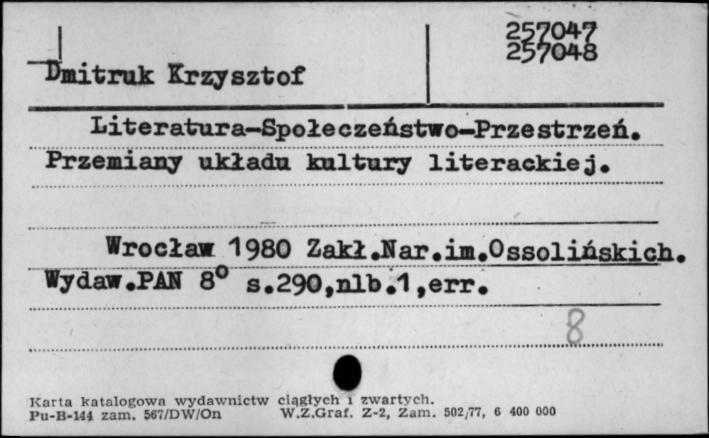 257047
257048
Dmitruk Krzysztof
Literatura-Społeczeństwo-Przestrzeń.
Przemiany układu kultury literackiej.
Wrocław 1980 Zakł.Nar.im.Ossolińskich.
Wydaw.PAN 8° s.290,nlb.1,err.
8
Karta katalogowa wydawnictw ciągłych i zwartych.
Pu-B-144 zam. 567/DW/On W.Z.Graf. Z-2, Zam. 502/77, 6 400 000